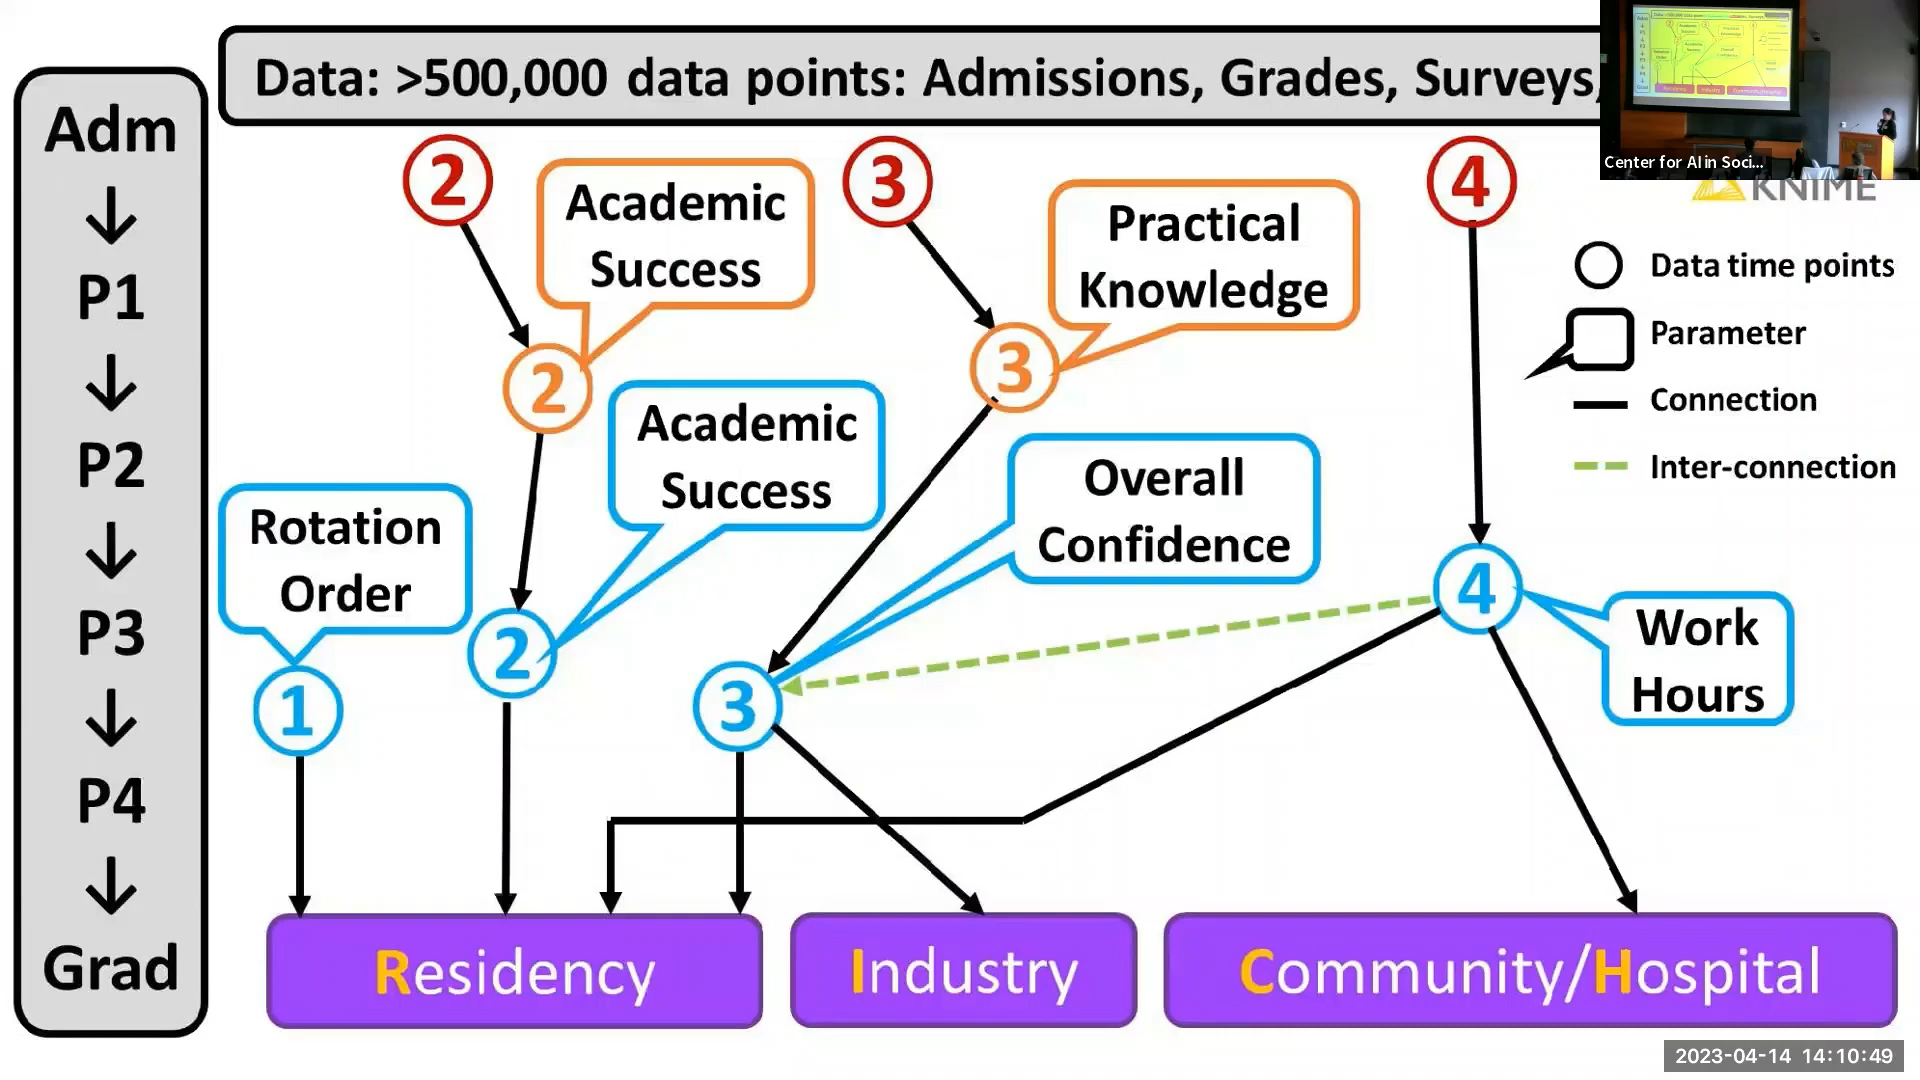 Data: >500,000 data points: Admissions, Grades, Surveys,
Adm
P1
P2
P3
P4
Grad
2
Academic
Success
3
Practical
Knowledge
4
Center for AI in Soci...
KNIME
Data time points
Parameter
Connection
Inter-connection
2
3
Academic
Success
Overall
Confidence
Rotation
Order
4
Work
Hours
1
2
3
Residency
Industry
Community/Hospital
2023-04-14 14:10:49